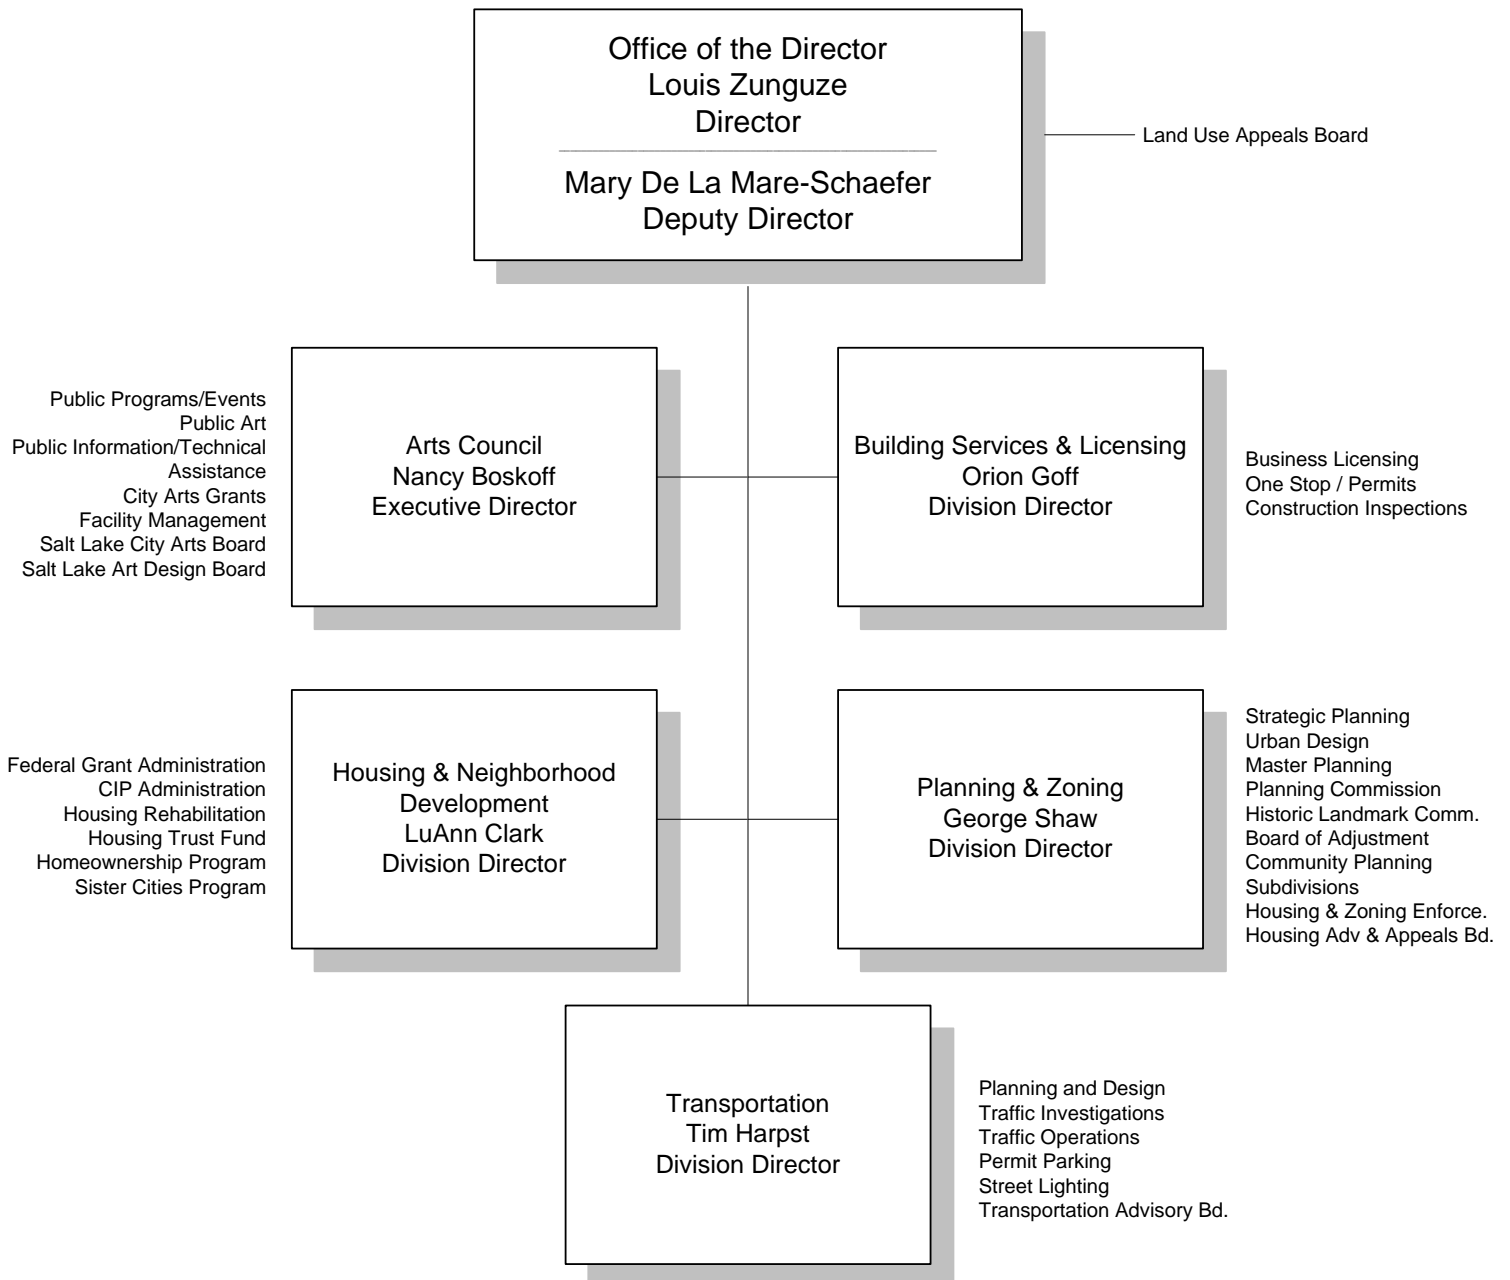 Office of the Director
Louis Zunguze
Director
Mary De La Mare-Schaefer
Deputy Director
Land Use Appeals Board
Public Programs/Events
Public Art
Public Information/Technical
Assistance
City Arts Grants
Facility Management
Salt Lake City Arts Board
Salt Lake Art Design Board
Arts Council
Nancy Boskoff
Executive Director
Building Services & Licensing
Orion Goff
Division Director
Business Licensing
One Stop / Permits
Construction Inspections
Federal Grant Administration
CIP Administration
Housing Rehabilitation
Housing Trust Fund
Homeownership Program
Sister Cities Program
Housing & Neighborhood
Development
LuAnn Clark
Division Director
Planning & Zoning
George Shaw
Division Director
Strategic Planning
Urban Design
Master Planning
Planning Commission
Historic Landmark Comm.
Board of Adjustment
Community Planning
Subdivisions
Housing & Zoning Enforce.
Housing Adv & Appeals Bd.
Transportation
Tim Harpst
Division Director
Planning and Design
Traffic Investigations
Traffic Operations
Permit Parking
Street Lighting
Transportation Advisory Bd.